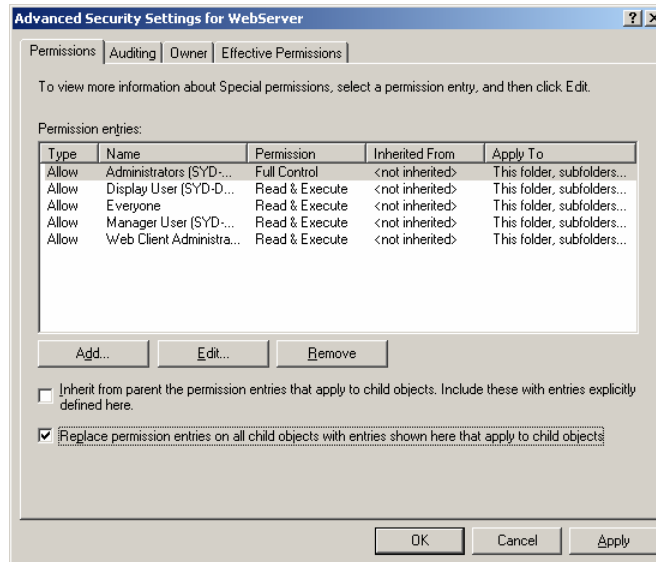 Advanced Security Settings for WebServer
Permissions Auditing Owner Effective Permissions
To view more information about Special permissions, select a permission entry, and then click Edit.
Permission entries:
Type Name Permission Inherited From Apply To
Allow Administrators (SYD-... Full Control <not inherited> This folder, subfolders...
Allow Display User (SYD-D... Read & Execute <not inherited> This folder, subfolders...
Allow Everyone Read & Execute <not inherited> This folder, subfolders...
Allow Manager User (SYD-... Read & Execute <not inherited> This folder, subfolders...
Allow Web Client Administra... Read & Execute <not inherited> This folder, subfolders...
Add... Edit... Remove
Inherit from parent the permission entries that apply to child objects. Include these with entries explicitly
defined here.
Replace permission entries on all child objects with entries shown here that apply to child objects
OK Cancel Apply